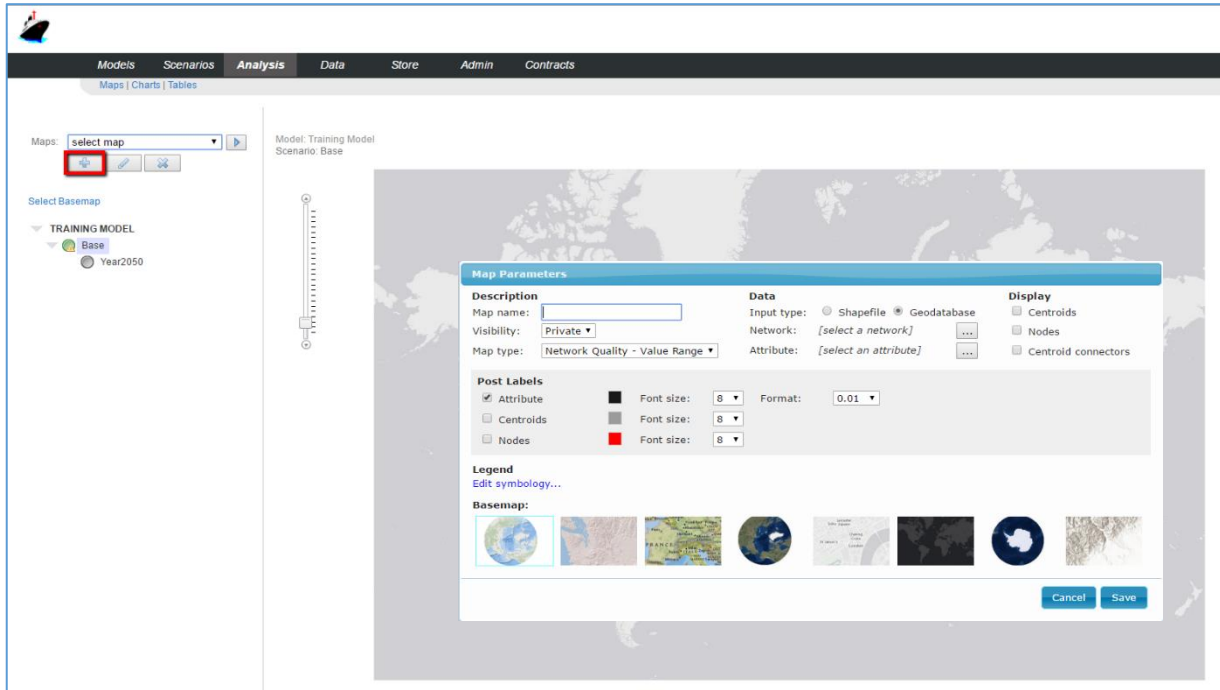 Models Scenarios Analysis Data Store Admin Contracts
Maps | Charts | Tables
Maps: select map
Model: Training Model
Scenario: Base
Select Basemap
TRAINING MODEL
Base
Year2050
Map Parameters
Description Data Display
Map name: Input type: Shapefile Geodatabase Centroids
Visibility: Private Network: [select a network] ... Nodes
Map type: Network Quality - Value Range Attribute: [select an attribute] ... Centroid connectors
Post Labels
Attribute Font size: 8 Format: 0.01
Centroids Font size: 8
Nodes Font size: 8
Legend
Edit symbology...
Basemap:
FRANCE
Cancel Save